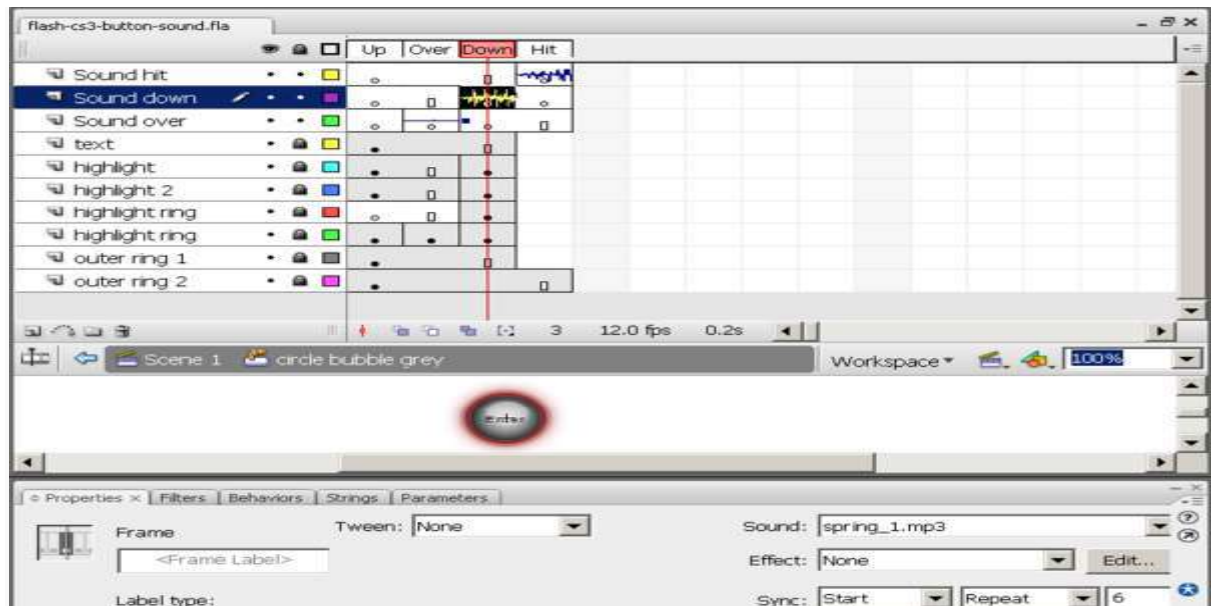 flash-cs3-button-sound.fla
Up Over Down Hit
Sound hit
Sound down
Sound over
text
highlight
highlight 2
highlight ring
highlight ring
outer ring 1
outer ring 2
3 12.0 fps 0.2s
Scene 1 circle bubble grey Workspace 100%
Enter
Properties × Filters Behaviors Strings Parameters
Frame Tween: None Sound: spring_1.mp3
<Frame Label> Effect: None Edit...
Label type: Sync: Start Repeat 6